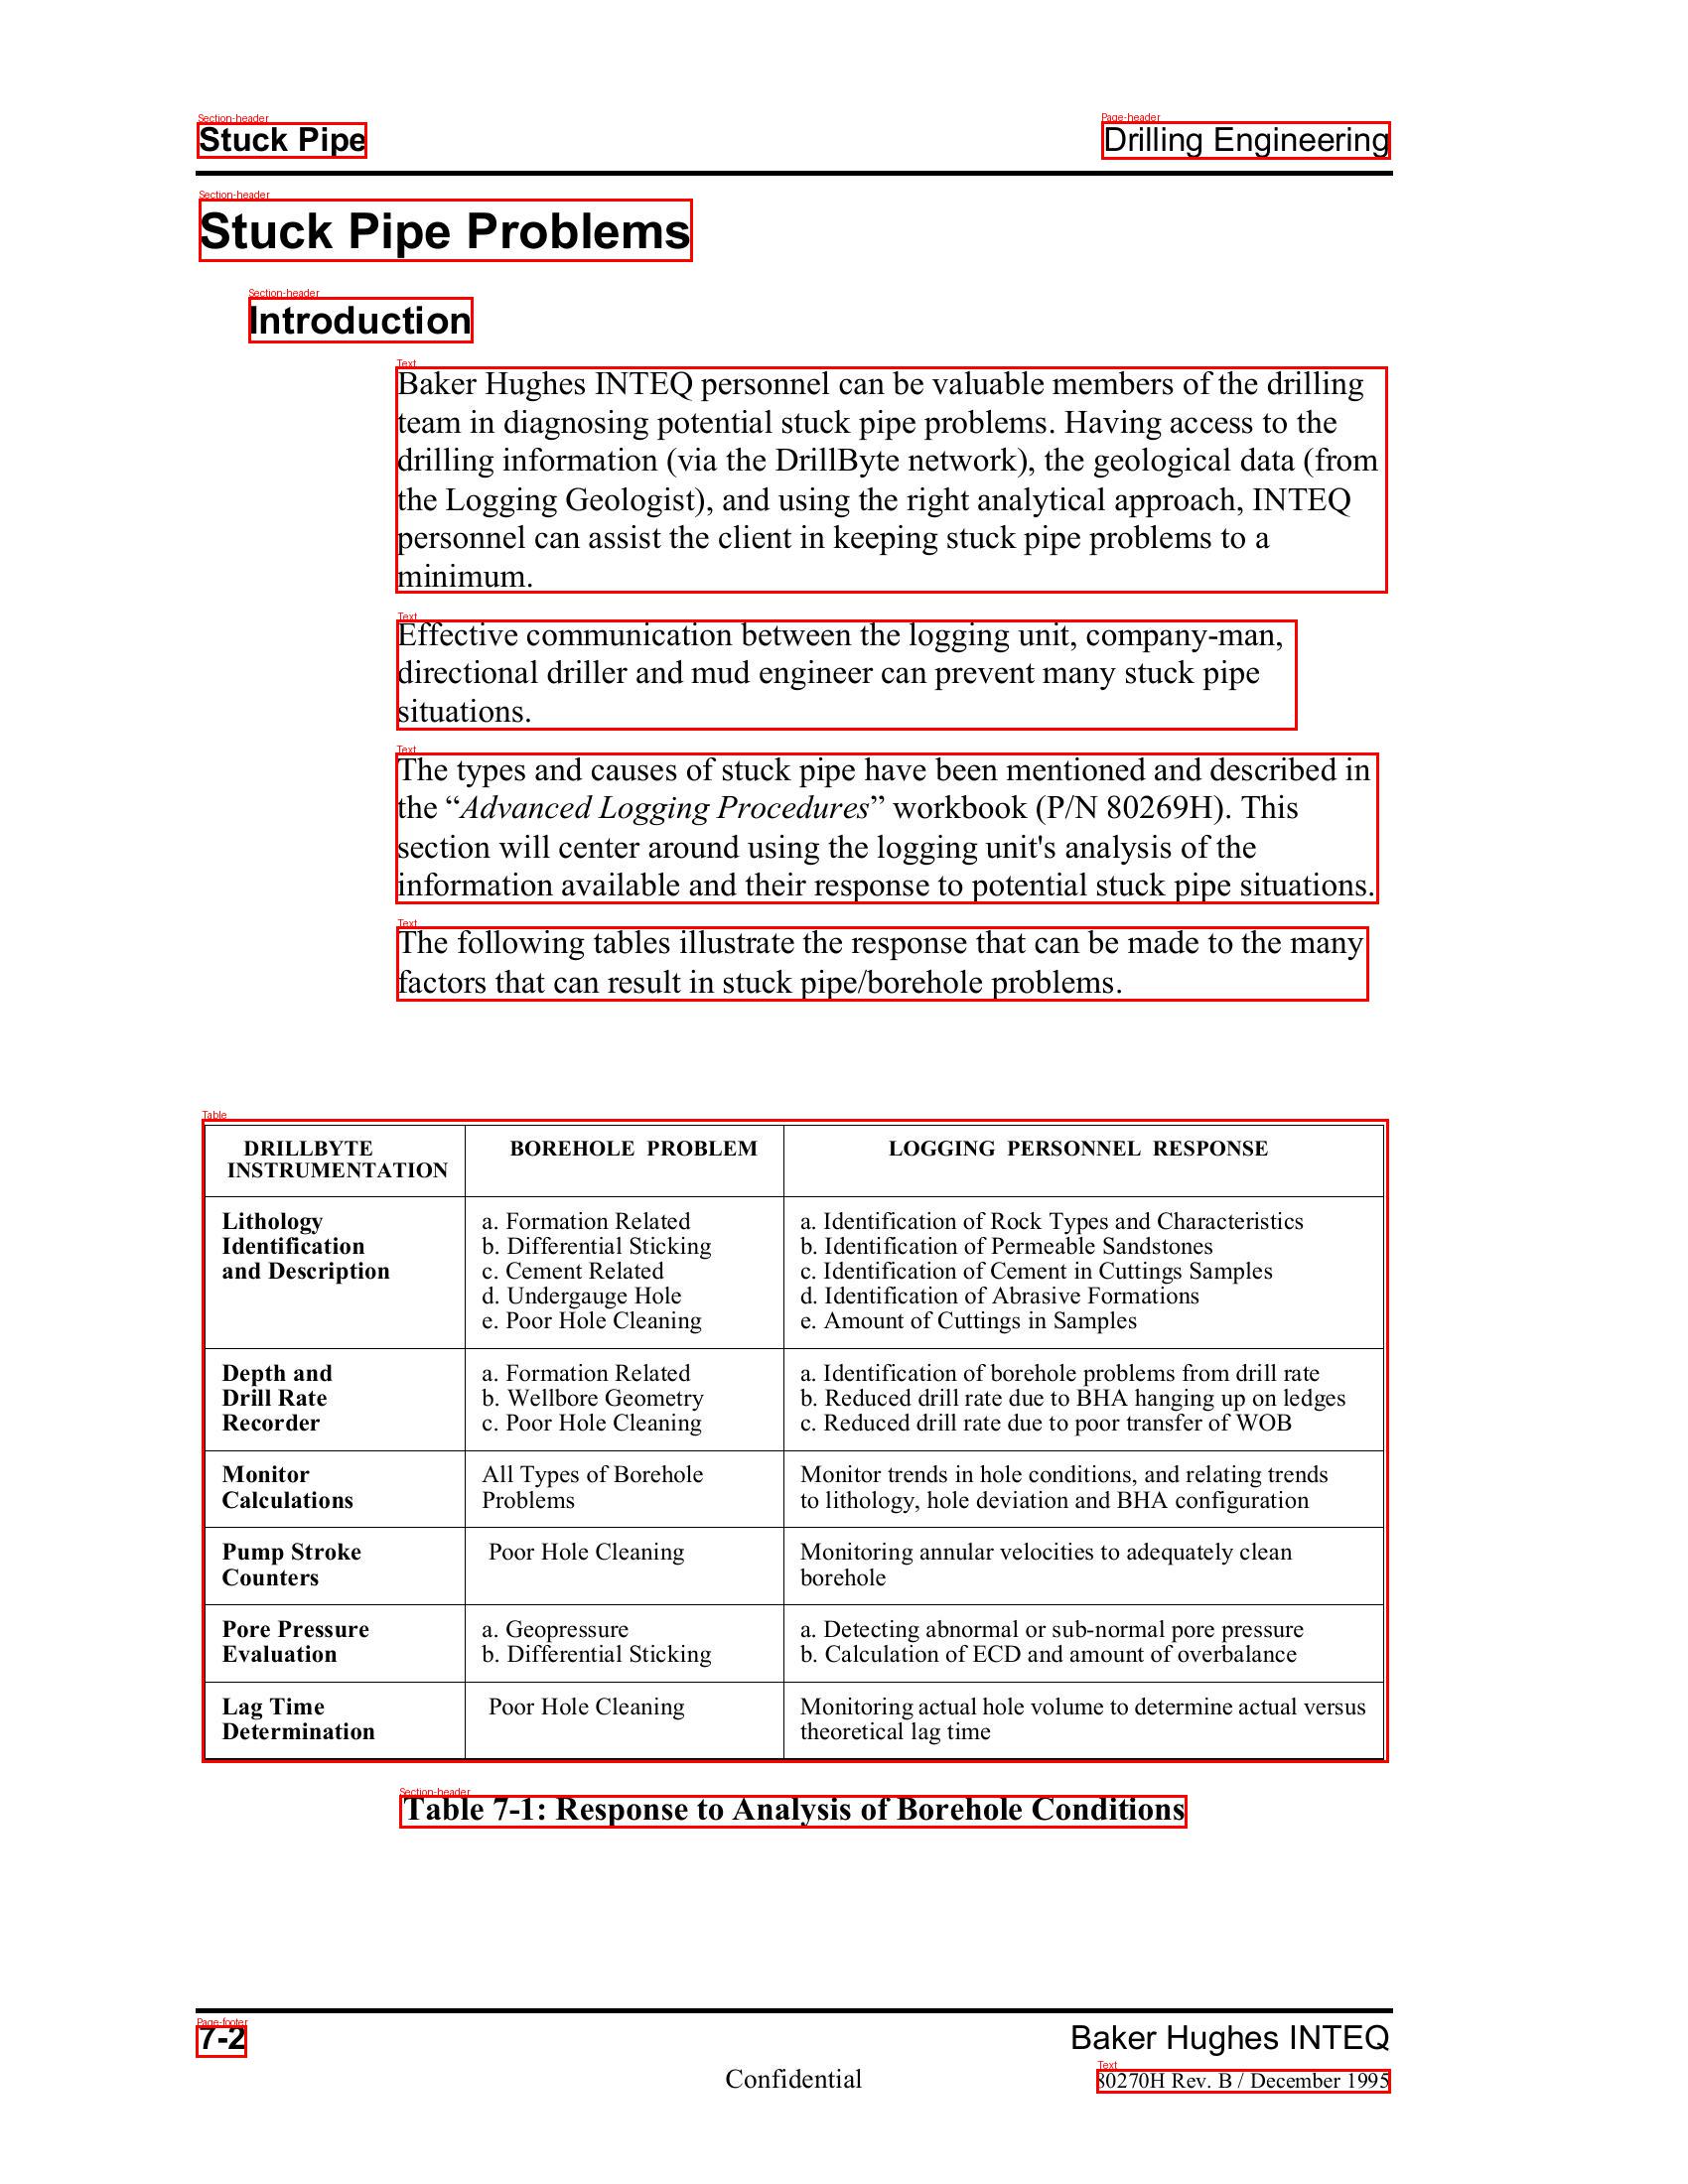 Section-header
Stuck Pipe
Page-header
Drilling Engineering
Section-header
Stuck Pipe Problems
Section-header
Introduction
Text
Baker Hughes INTEQ personnel can be valuable members of the drilling
team in diagnosing potential stuck pipe problems. Having access to the
drilling information (via the DrillByte network), the geological data (from
the Logging Geologist), and using the right analytical approach, INTEQ
personnel can assist the client in keeping stuck pipe problems to a
minimum.
Text
Effective communication between the logging unit, company-man,
directional driller and mud engineer can prevent many stuck pipe
situations.
Text
The types and causes of stuck pipe have been mentioned and described in
the “Advanced Logging Procedures” workbook (P/N 80269H). This
section will center around using the logging unit's analysis of the
information available and their response to potential stuck pipe situations.
Text
The following tables illustrate the response that can be made to the many
factors that can result in stuck pipe/borehole problems.
Table
DRILLBYTE
INSTRUMENTATION
BOREHOLE PROBLEM
LOGGING PERSONNEL RESPONSE
Lithology
Identification
and Description
a. Formation Related
b. Differential Sticking
c. Cement Related
d. Undergauge Hole
e. Poor Hole Cleaning
a. Identification of Rock Types and Characteristics
b. Identification of Permeable Sandstones
c. Identification of Cement in Cuttings Samples
d. Identification of Abrasive Formations
e. Amount of Cuttings in Samples
Depth and
Drill Rate
Recorder
a. Formation Related
b. Wellbore Geometry
c. Poor Hole Cleaning
a. Identification of borehole problems from drill rate
b. Reduced drill rate due to BHA hanging up on ledges
c. Reduced drill rate due to poor transfer of WOB
Monitor
Calculations
All Types of Borehole
Problems
Monitor trends in hole conditions, and relating trends
to lithology, hole deviation and BHA configuration
Pump Stroke
Counters
Poor Hole Cleaning
Monitoring annular velocities to adequately clean
borehole
Pore Pressure
Evaluation
a. Geopressure
b. Differential Sticking
a. Detecting abnormal or sub-normal pore pressure
b. Calculation of ECD and amount of overbalance
Lag Time
Determination
Poor Hole Cleaning
Monitoring actual hole volume to determine actual versus
theoretical lag time
Section-header
Table 7-1: Response to Analysis of Borehole Conditions
Page-footer
7-2
Baker Hughes INTEQ
Confidential
Text
80270H Rev. B / December 1995